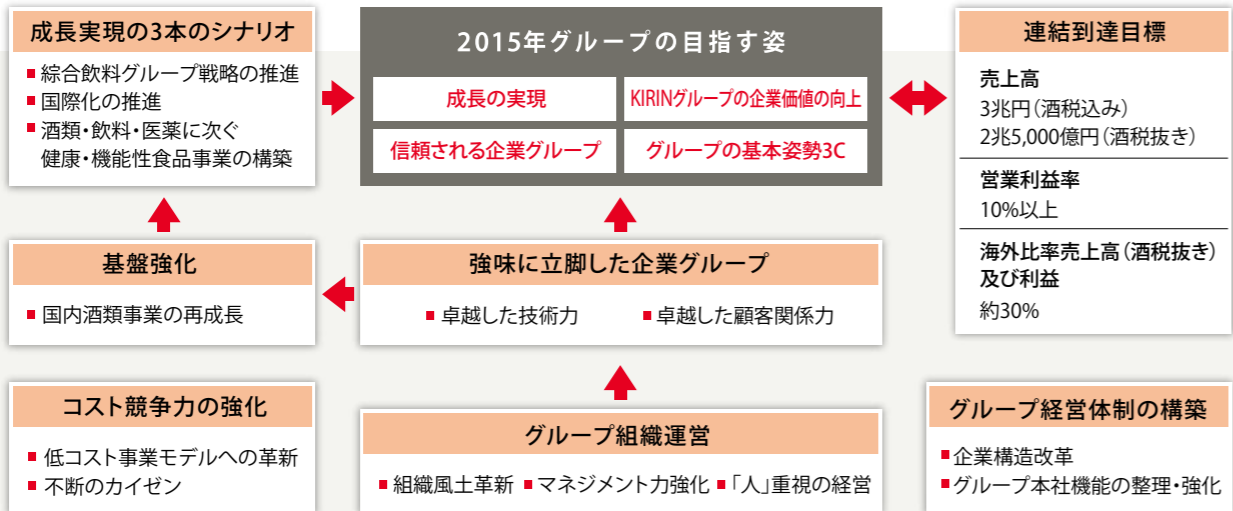 成長実現の3本のシナリオ
■綜合飲料グループ戦略の推進
■国際化の推進
■酒類・飲料・医薬に次ぐ
健康・機能性食品事業の構築
2015年グループの目指す姿
成長の実現
KIRINグループの企業価値の向上
信頼される企業グループ
グループの基本姿勢3C
連結到達目標
売上高
3兆円(酒税込み)
2兆5,000億円(酒税抜き)
営業利益率
10%以上
海外比率売上高(酒税抜き)
及び利益
約30%
基盤強化
■国内酒類事業の再成長
強味に立脚した企業グループ
■卓越した技術力 ■卓越した顧客関係力
コスト競争力の強化
■低コスト事業モデルへの革新
■不断のカイゼン
グループ組織運営
■組織風土革新 ■マネジメント力強化 ■「人」重視の経営
グループ経営体制の構築
■企業構造改革
■グループ本社機能の整理・強化